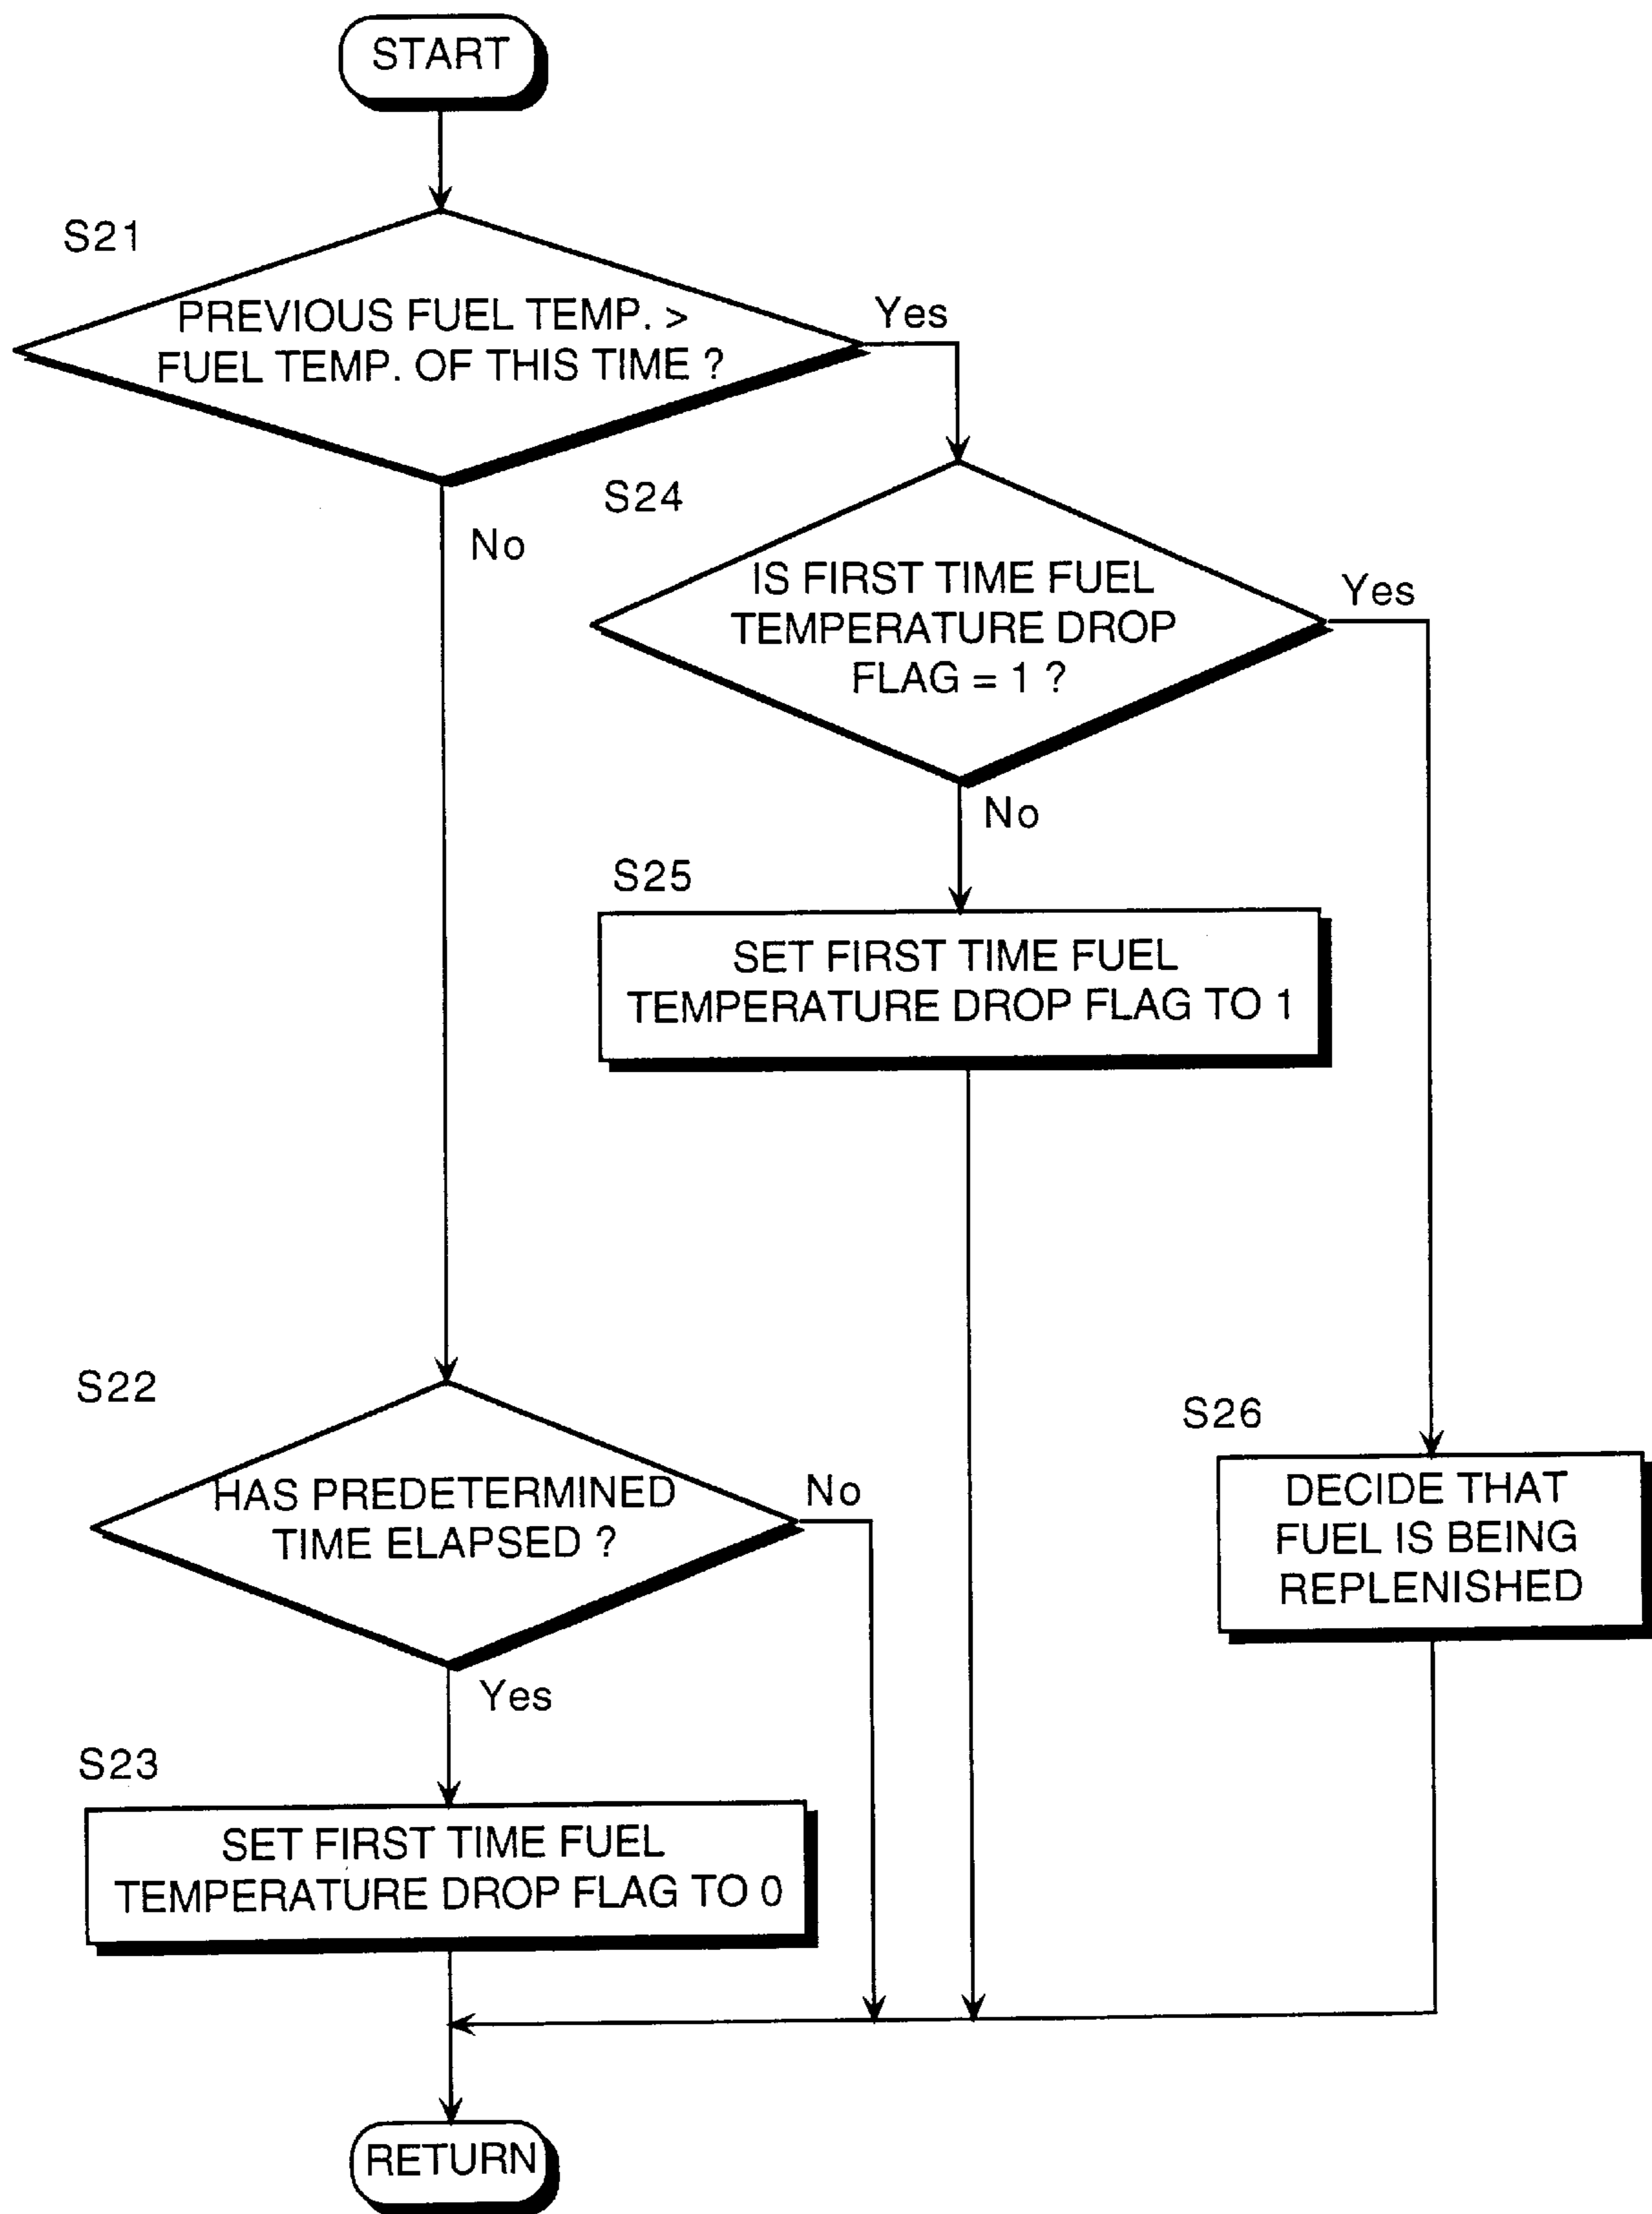 START
S21
PREVIOUS FUEL TEMP. >
FUEL TEMP. OF THIS TIME ?
Yes
No
S24
IS FIRST TIME FUEL
TEMPERATURE DROP
FLAG = 1 ?
Yes
No
S25
SET FIRST TIME FUEL
TEMPERATURE DROP FLAG TO 1
S22
HAS PREDETERMINED
TIME ELAPSED ?
No
Yes
S26
DECIDE THAT
FUEL IS BEING
REPLENISHED
S23
SET FIRST TIME FUEL
TEMPERATURE DROP FLAG TO 0
RETURN